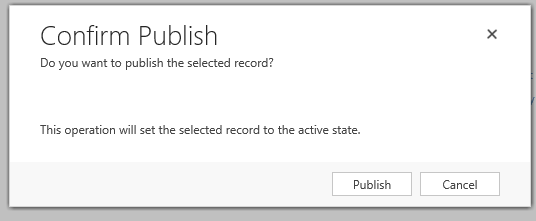 Confirm Publish
Do you want to publish the selected record?
This operation will set the selected record to the active state.
Publish Cancel